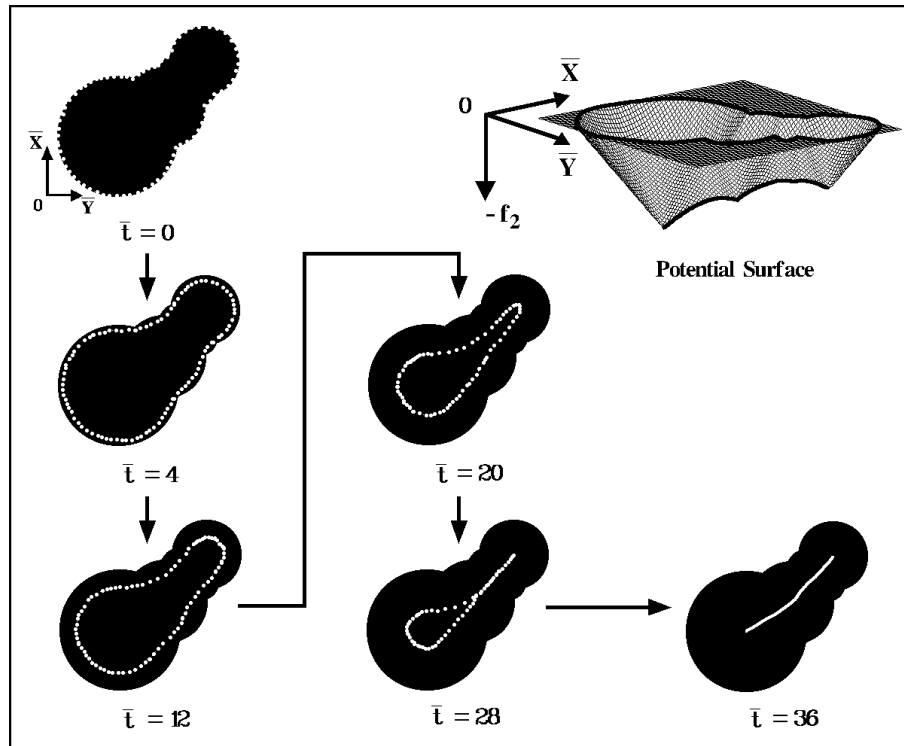 X̅
0 Y̅
t̅ = 0
0
X̅
Y̅
-f₂
Potential Surface
t̅ = 4
t̅ = 20
t̅ = 12
t̅ = 28
t̅ = 36